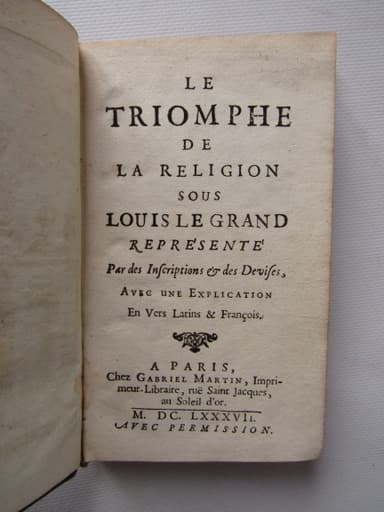 LE
TRIOMPHE
DE
LA RELIGION
SOUS
LOUIS LE GRAND
REPRÉSENTÉ
Par des Inſcriptions & des Deviſes,
AVEC UNE EXPLICATION
En Vers Latins & François.
A PARIS,
Chez GABRIEL MARTIN, Impri-
meur-Libraire, ruë Saint Jacques,
au Soleil d'or.
M. DC. LXXXVII.
AVEC PERMISSION.